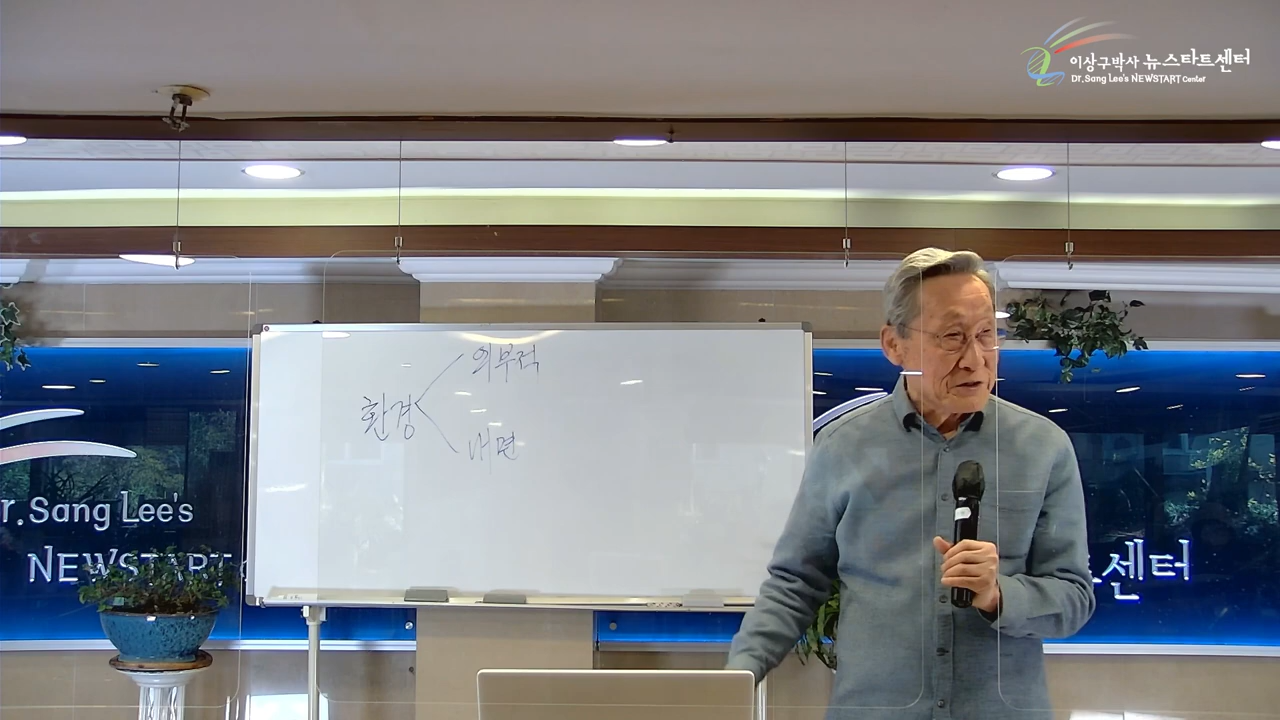 이상구박사 뉴스타트센터
Dr. Sang Lee's NEWSTART Center
외부적
환경
내면
r. Sang Lee's
NEWSTART
센터